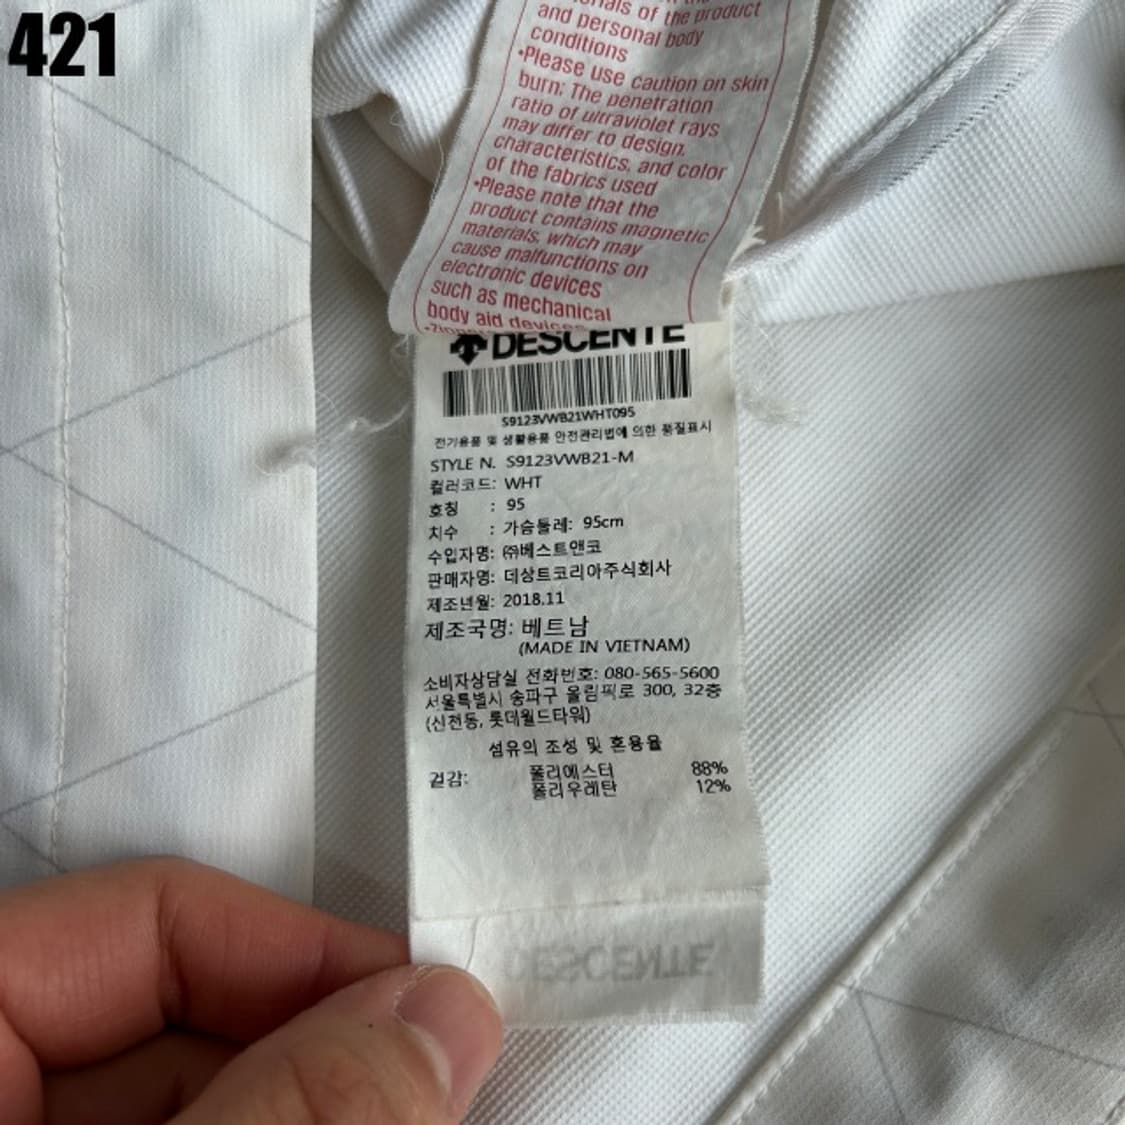 421
of the product
and personal body
conditions
•Please use caution on skin
burn; The penetration
ratio of ultraviolet rays
may differ to design,
characteristics, and color
of the fabrics used
•Please note that the
product contains magnetic
materials, which may
cause malfunctions on
electronic devices
such as mechanical
body aid devices
DESCENTE
S9123VWB21WHT095
전기용품 및 생활용품 안전관리법에 의한 품질표시
STYLE N. S9123VWB21-M
컬러코드: WHT
호칭 : 95
치수 : 가슴둘레: 95cm
수입자명: ㈜베스트앤코
판매자명: 데상트코리아주식회사
제조년월: 2018.11
제조국명: 베트남
(MADE IN VIETNAM)
소비자상담실 전화번호: 080-565-5600
서울특별시 송파구 올림픽로 300, 32층
(신전동, 롯데월드타워)
섬유의 조성 및 혼용율
겉감: 폴리에스터 88%
폴리우레탄 12%
DESCENTE